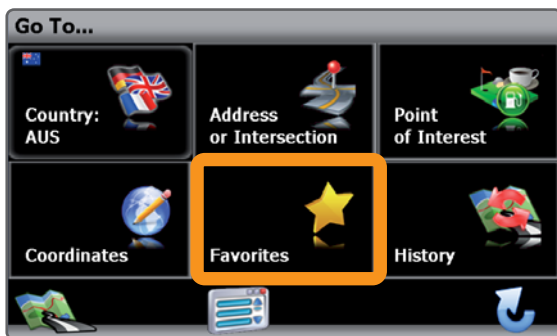 Go To...
Country:
AUS
Address
or Intersection
Point
of Interest
Coordinates
Favorites
History